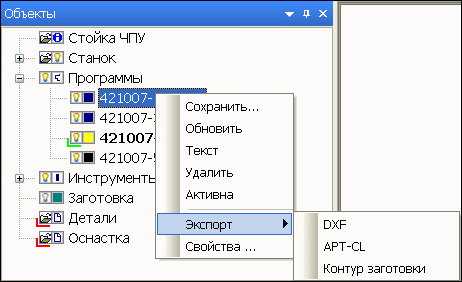 Объекты
Стойка ЧПУ
Станок
Программы
421007-
421007-
421007-
421007-
Инструменты
Заготовка
Детали
Оснастка
Сохранить...
Обновить
Текст
Удалить
Активна
Экспорт
Свойства ...
DXF
APT-CL
Контур заготовки